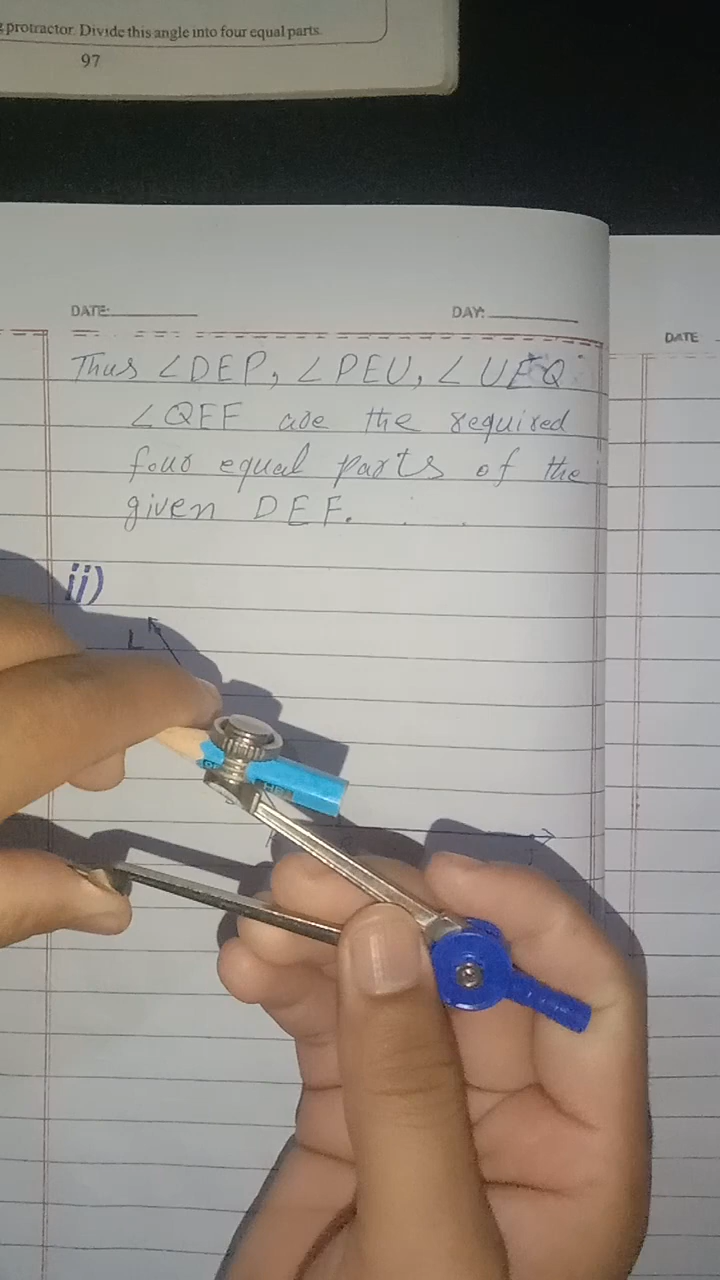 protractor. Divide this angle into four equal parts.
97
DATE:
DAY:
DATE
Thus ∠DEP, ∠PEU, ∠UEQ
∠QEF are the required
four equal parts of the
given DEF.
ii)
L